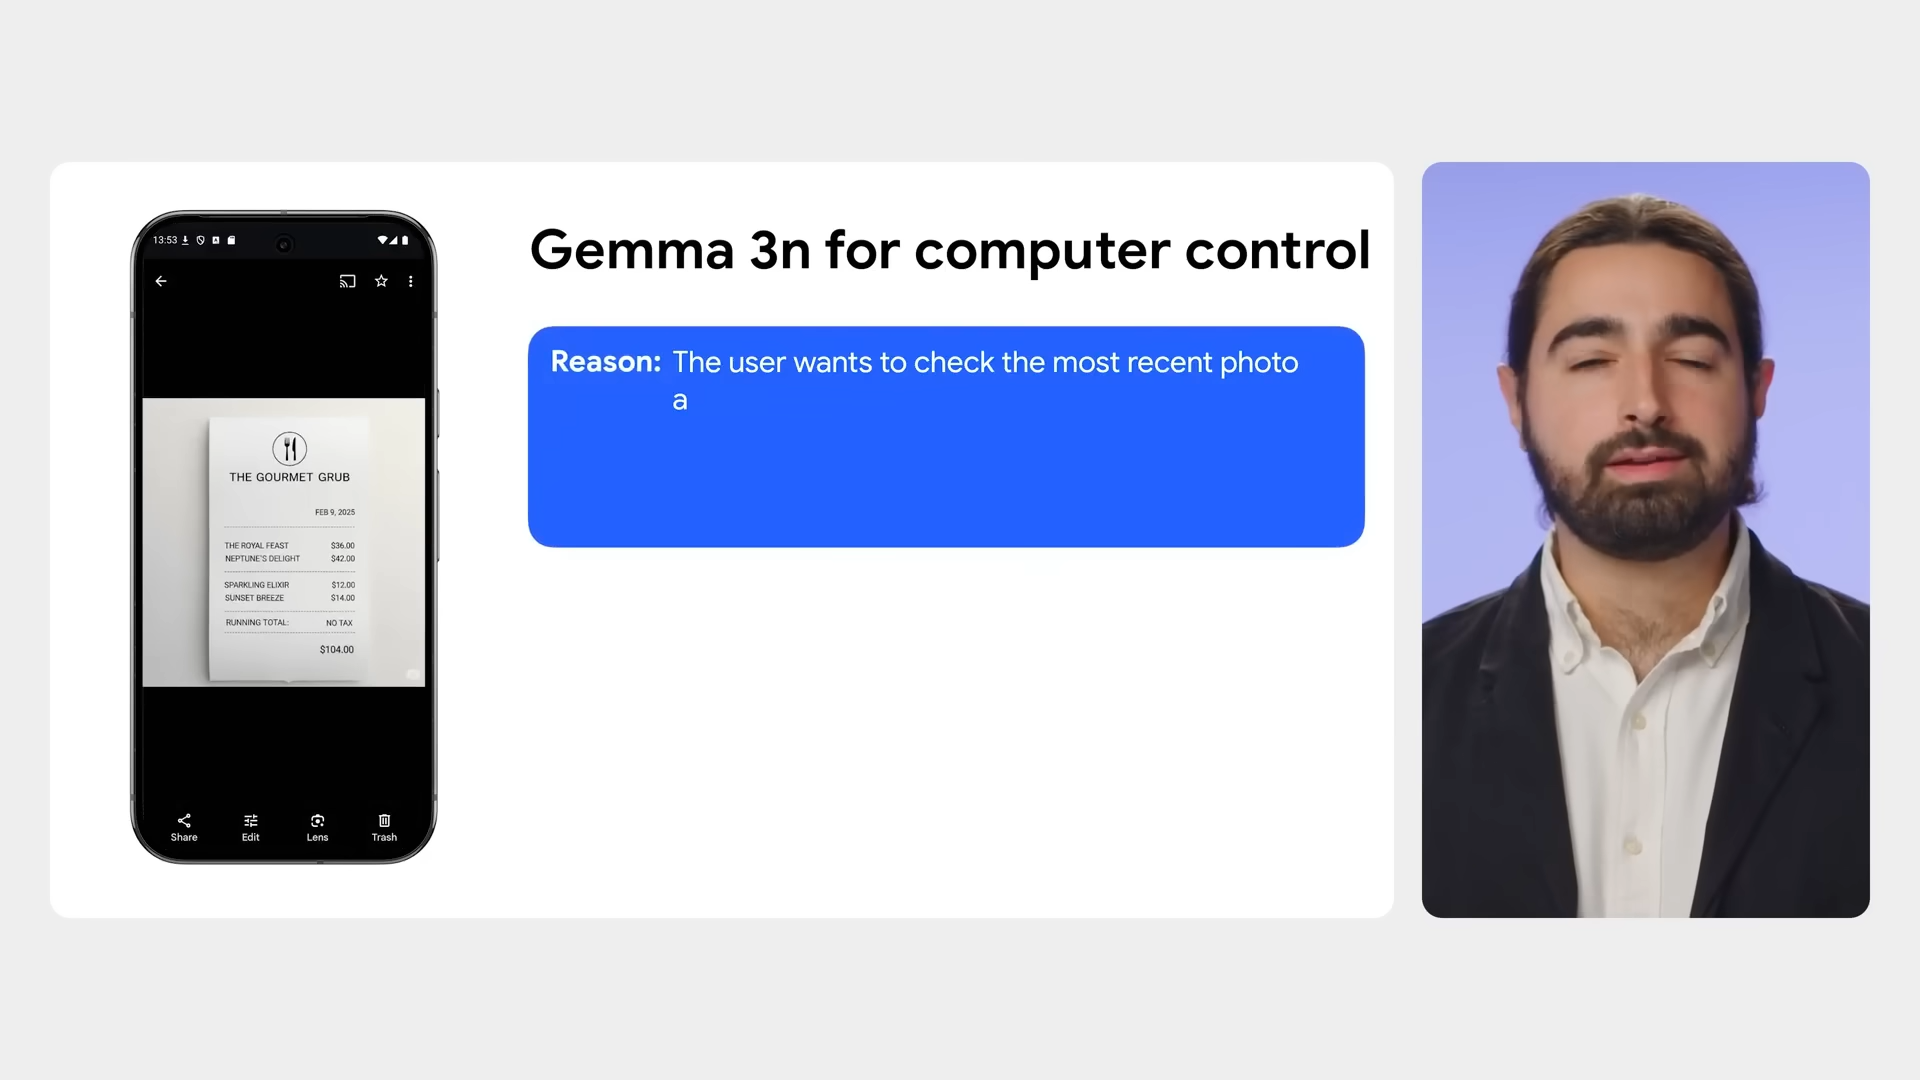 13:53
Gemma 3n for computer control
Reason: The user wants to check the most recent photo
a
THE GOURMET GRUB
FEB 9, 2025
THE ROYAL FEAST $36.00
NEPTUNE'S DELIGHT $42.00
SPARKLING ELIXIR $12.00
SUNSET BREEZE $14.00
RUNNING TOTAL: NO TAX
$104.00
Share Edit Lens Trash